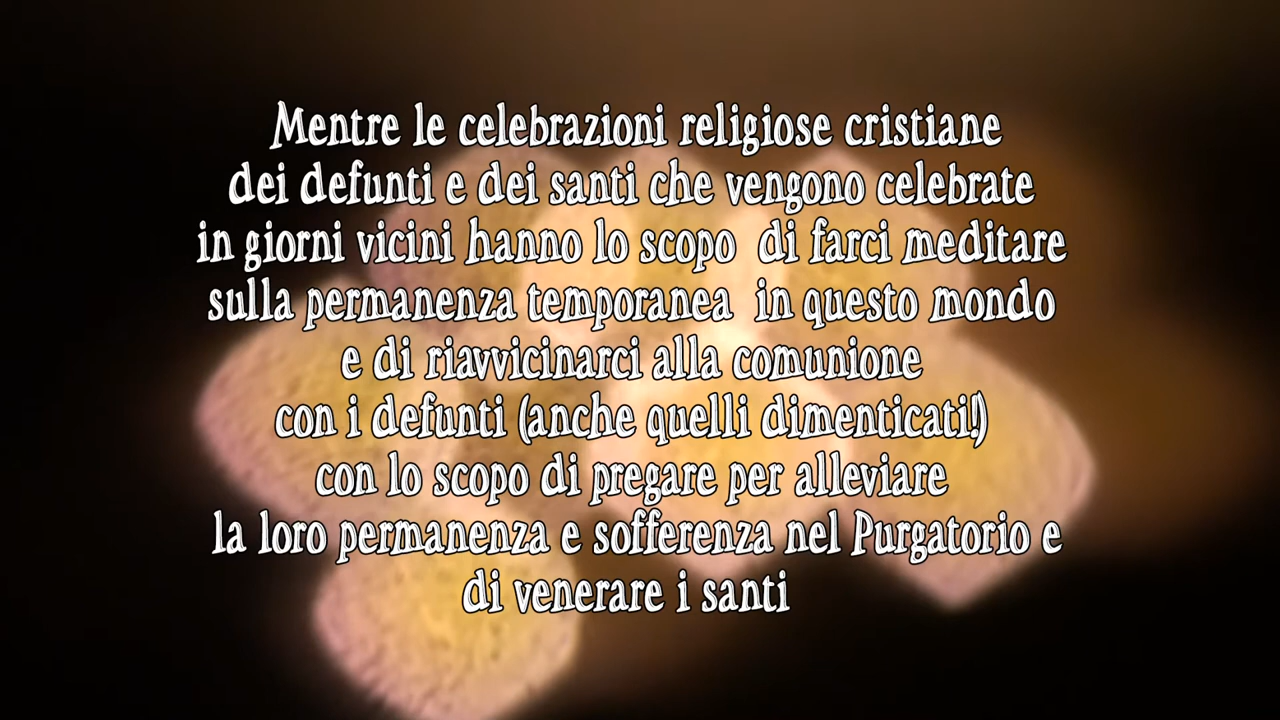 Mentre le celebrazioni religiose cristiane
dei defunti e dei santi che vengono celebrate
in giorni vicini hanno lo scopo di farci meditare
sulla permanenza temporanea in questo mondo
e di riavvicinarci alla comunione
con i defunti (anche quelli dimenticati!)
con lo scopo di pregare per alleviare
la loro permanenza e sofferenza nel Purgatorio e
di venerare i santi